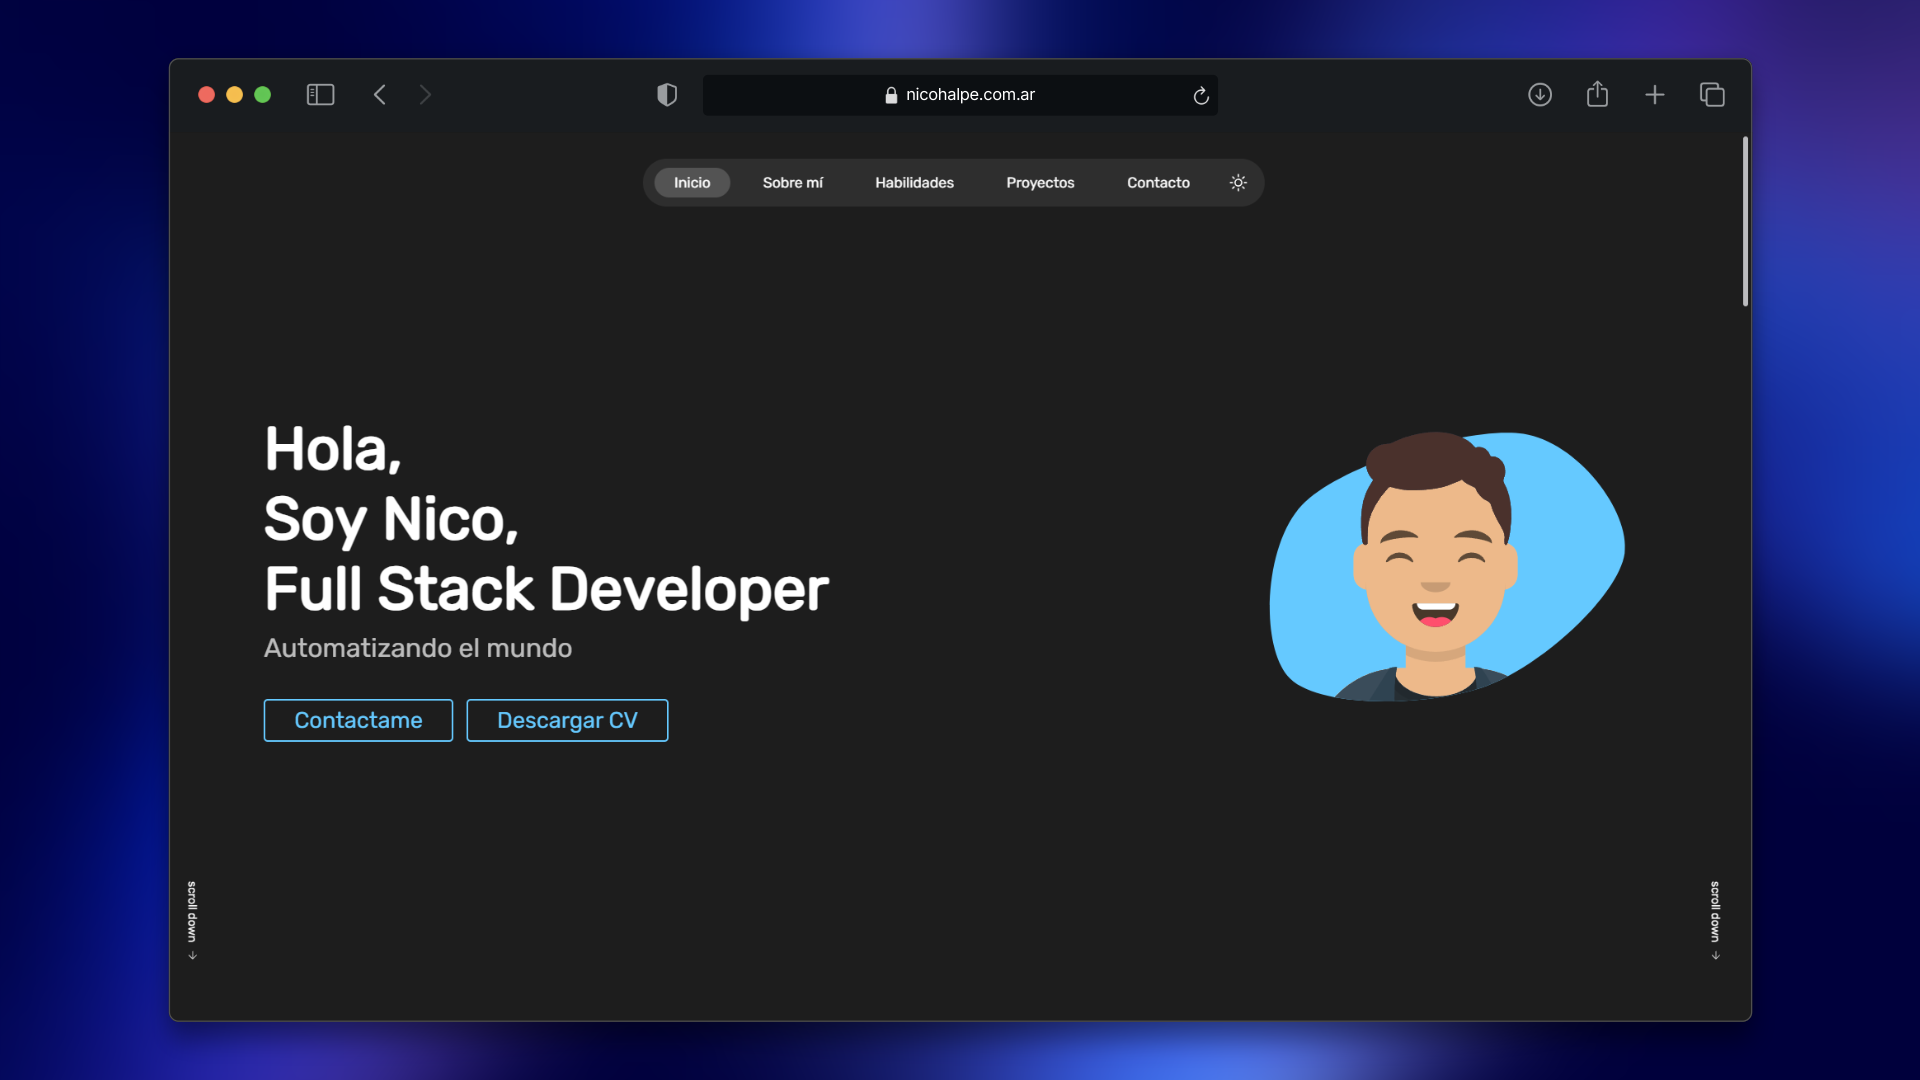 nicohalpe.com.ar
Inicio Sobre mí Habilidades Proyectos Contacto
Hola,
Soy Nico,
Full Stack Developer
Automatizando el mundo
Contactame Descargar CV
scroll down
scroll down